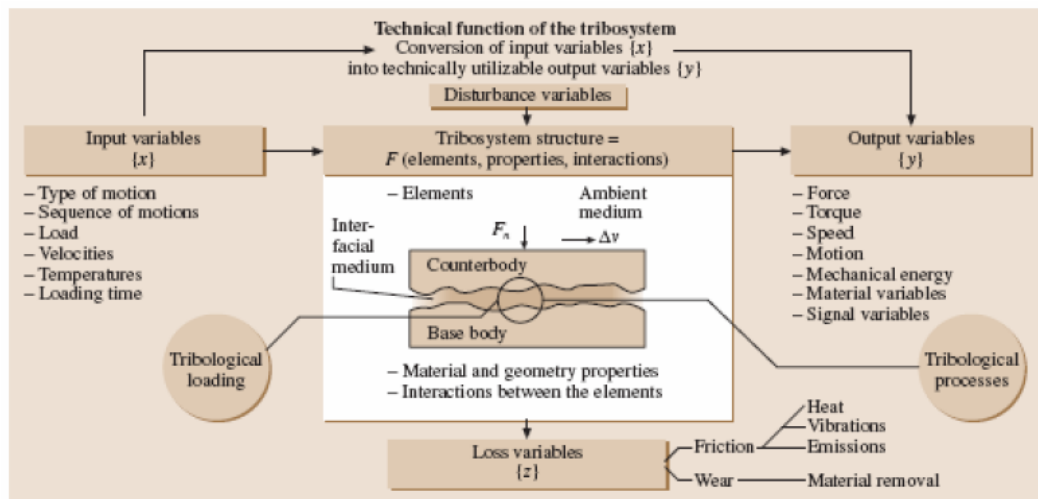 Technical function of the tribosystem
Conversion of input variables {x}
into technically utilizable output variables {y}
Disturbance variables
Input variables
{x}
– Type of motion
– Sequence of motions
– Load
– Velocities
– Temperatures
– Loading time
Tribosystem structure =
F (elements, properties, interactions)
– Elements
Ambient
medium
Inter-
facial
medium
Fn
Δv
Counterbody
Base body
– Material and geometry properties
– Interactions between the elements
Output variables
{y}
– Force
– Torque
– Speed
– Motion
– Mechanical energy
– Material variables
– Signal variables
Tribological
loading
Tribological
processes
Loss variables
{z}
Friction
Heat
Vibrations
Emissions
Wear
Material removal